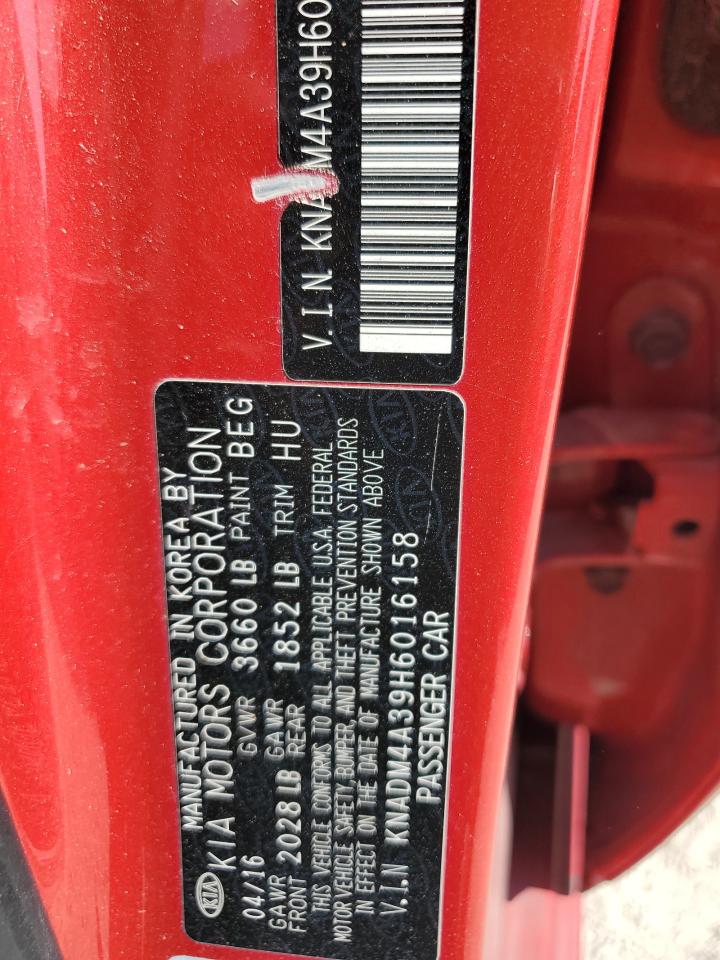 MANUFACTURED IN KOREA BY
KIA KIA MOTORS CORPORATION
04/16 GVWR 3660 LB PAINT BEG
GAWR FRONT 2028 LB GAWR REAR 1852 LB TRIM HU
THIS VEHICLE CONFORMS TO ALL APPLICABLE U.S.A. FEDERAL
MOTOR VEHICLE SAFETY, BUMPER, AND THEFT PREVENTION STANDARDS
IN EFFECT ON THE DATE OF MANUFACTURE SHOWN ABOVE
V.I.N KNADM4A39H6016158
PASSENGER CAR
V.I.N KNA M4A39H60